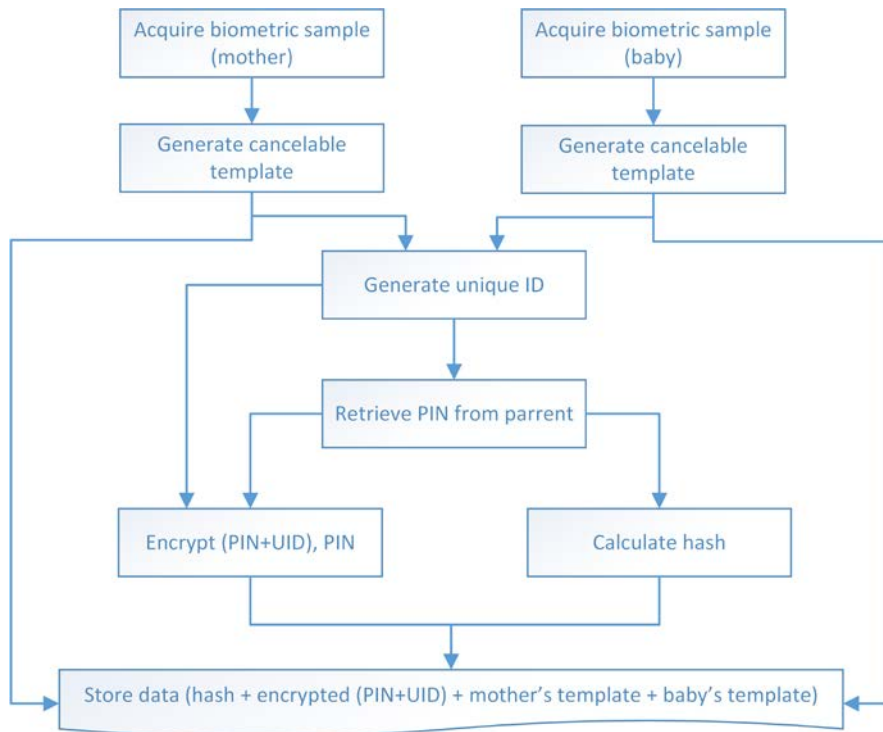 Acquire biometric sample
(mother)
Acquire biometric sample
(baby)
Generate cancelable
template
Generate cancelable
template
Generate unique ID
Retrieve PIN from parrent
Encrypt (PIN+UID), PIN
Calculate hash
Store data (hash + encrypted (PIN+UID) + mother’s template + baby’s template)